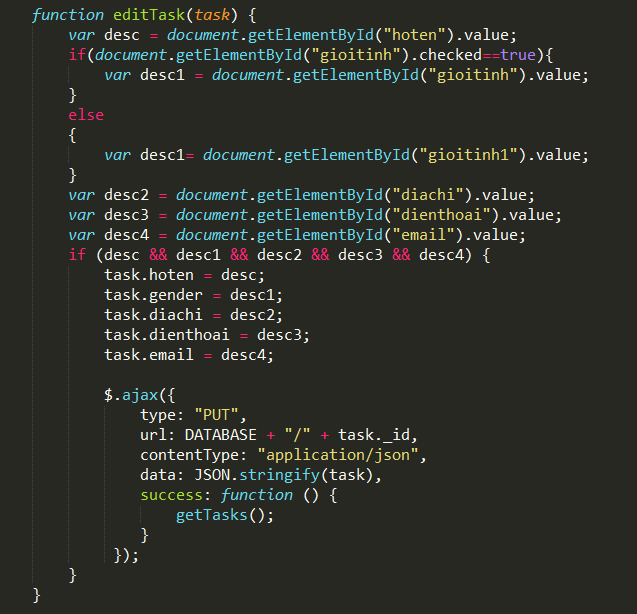 function editTask(task) {
    var desc = document.getElementById("hoten").value;
    if(document.getElementById("gioitinh").checked==true){
        var desc1 = document.getElementById("gioitinh").value;
    }
    else
    {
        var desc1= document.getElementById("gioitinh1").value;
    }
    var desc2 = document.getElementById("diachi").value;
    var desc3 = document.getElementById("dienthoai").value;
    var desc4 = document.getElementById("email").value;
    if (desc && desc1 && desc2 && desc3 && desc4) {
        task.hoten = desc;
        task.gender = desc1;
        task.diachi = desc2;
        task.dienthoai = desc3;
        task.email = desc4;

        $.ajax({
            type: "PUT",
            url: DATABASE + "/" + task._id,
            contentType: "application/json",
            data: JSON.stringify(task),
            success: function () {
                getTasks();
            }
         });
    }
}